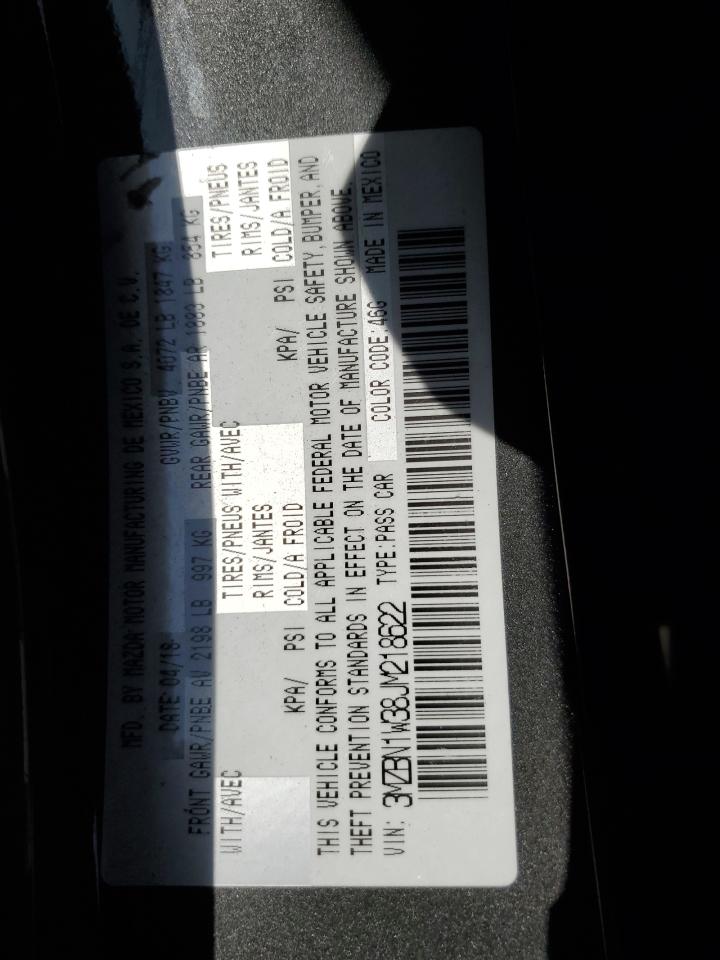 MFD. BY MAZDA MOTOR MANUFACTURING DE MEXICO S.A. DE C.V.
DATE: 04/18 GVWR/PNBV 4072 LB 1847 KG
FRONT GAWR/PNBE AV 2198 LB 997 KG REAR GAWR/PNBE AR 1883 LB 854 KG
WITH/AVEC TIRES/PNEUS WITH/AVEC TIRES/PNEUS
RIMS/JANTES RIMS/JANTES
KPA/ PSI COLD/A FROID KPA/ PSI COLD/A FROID
THIS VEHICLE CONFORMS TO ALL APPLICABLE FEDERAL MOTOR VEHICLE SAFETY, BUMPER, AND
THEFT PREVENTION STANDARDS IN EFFECT ON THE DATE OF MANUFACTURE SHOWN ABOVE.
VIN: 3MZBN1W38JM218622 TYPE: PASS CAR COLOR CODE: 46G MADE IN MEXICO